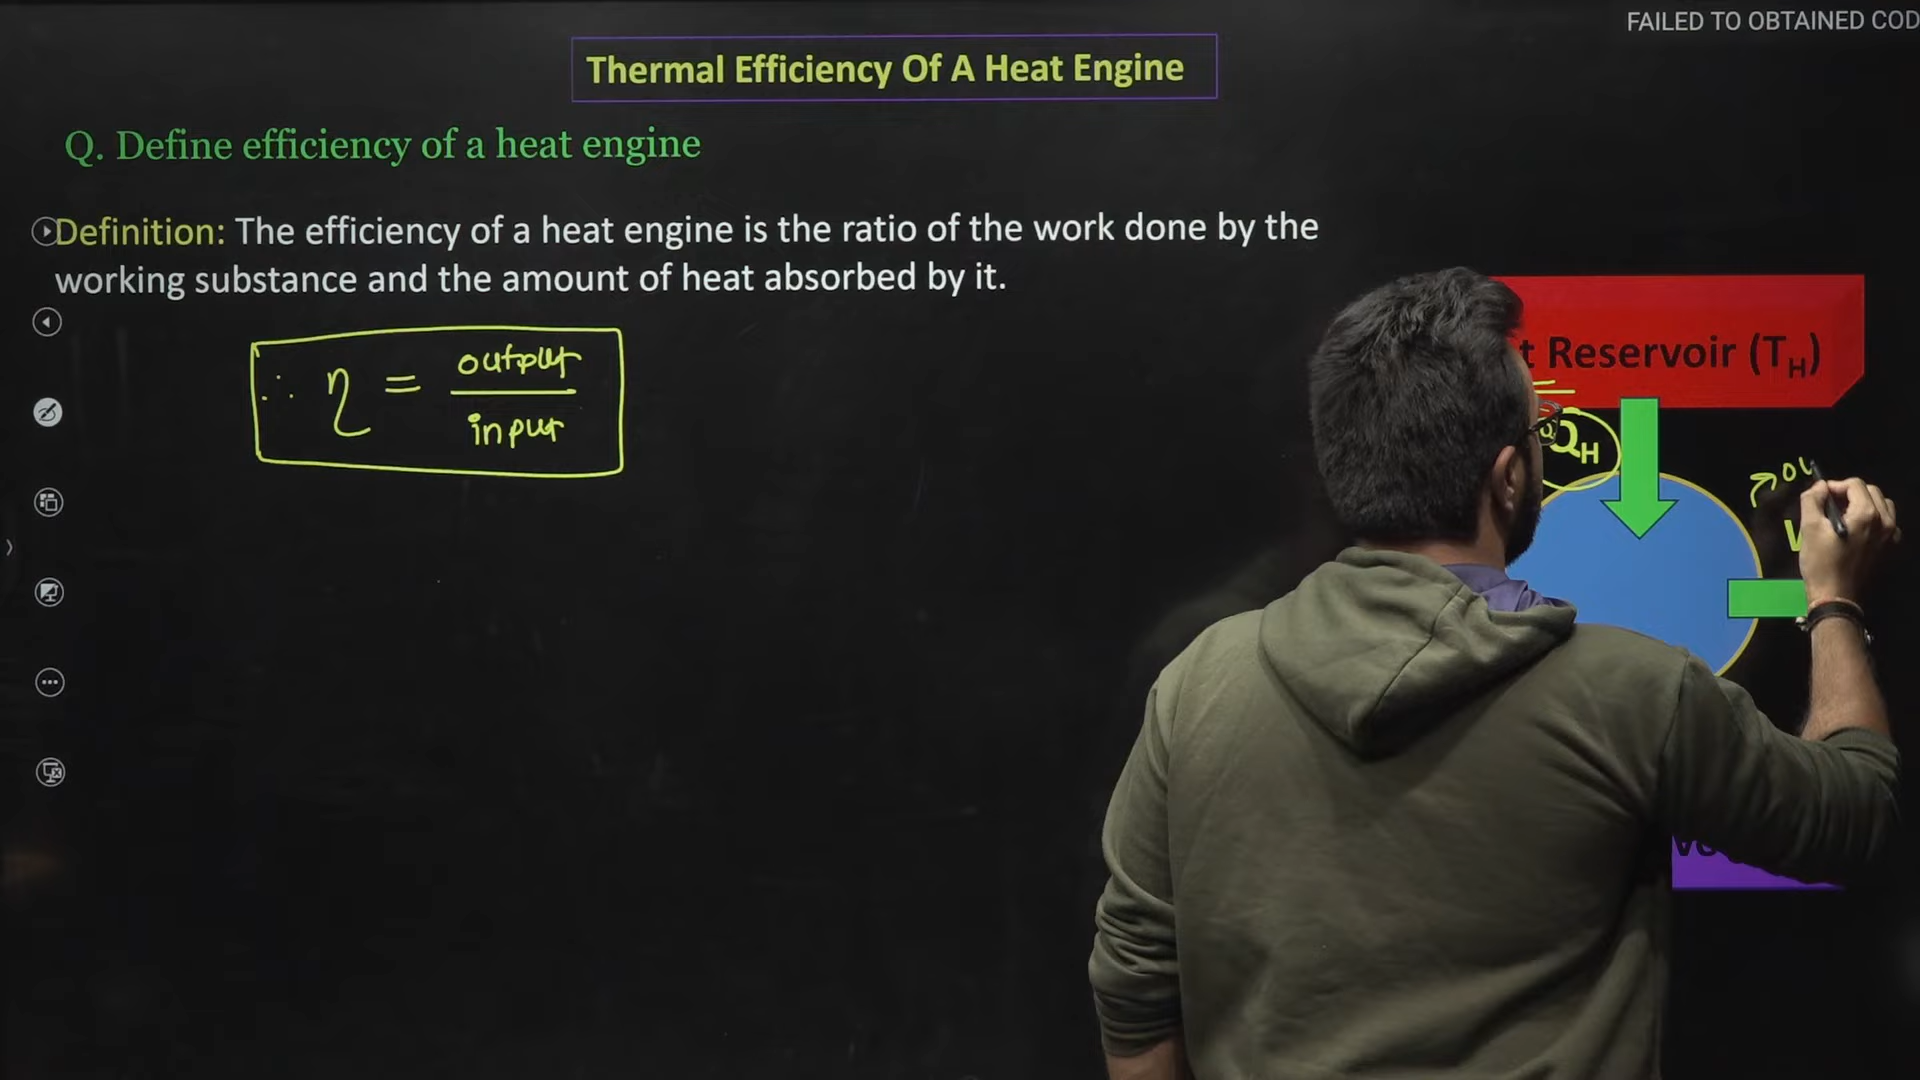 FAILED TO OBTAINED COD
Thermal Efficiency Of A Heat Engine
Q. Define efficiency of a heat engine
Definition: The efficiency of a heat engine is the ratio of the work done by the
working substance and the amount of heat absorbed by it.
∴ η = output
input
t Reservoir (TH)
QH
ou